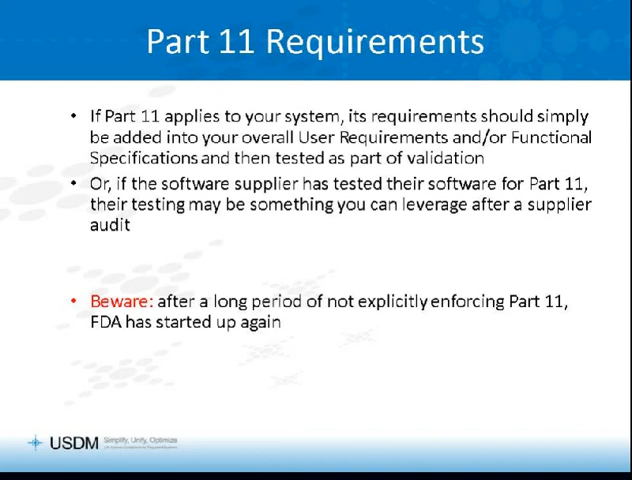 Part 11 Requirements
• If Part 11 applies to your system, its requirements should simply
be added into your overall User Requirements and/or Functional
Specifications and then tested as part of validation
• Or, if the software supplier has tested their software for Part 11,
their testing may be something you can leverage after a supplier
audit
• Beware: after a long period of not explicitly enforcing Part 11,
FDA has started up again
USDM Simplify, Unify, Optimize